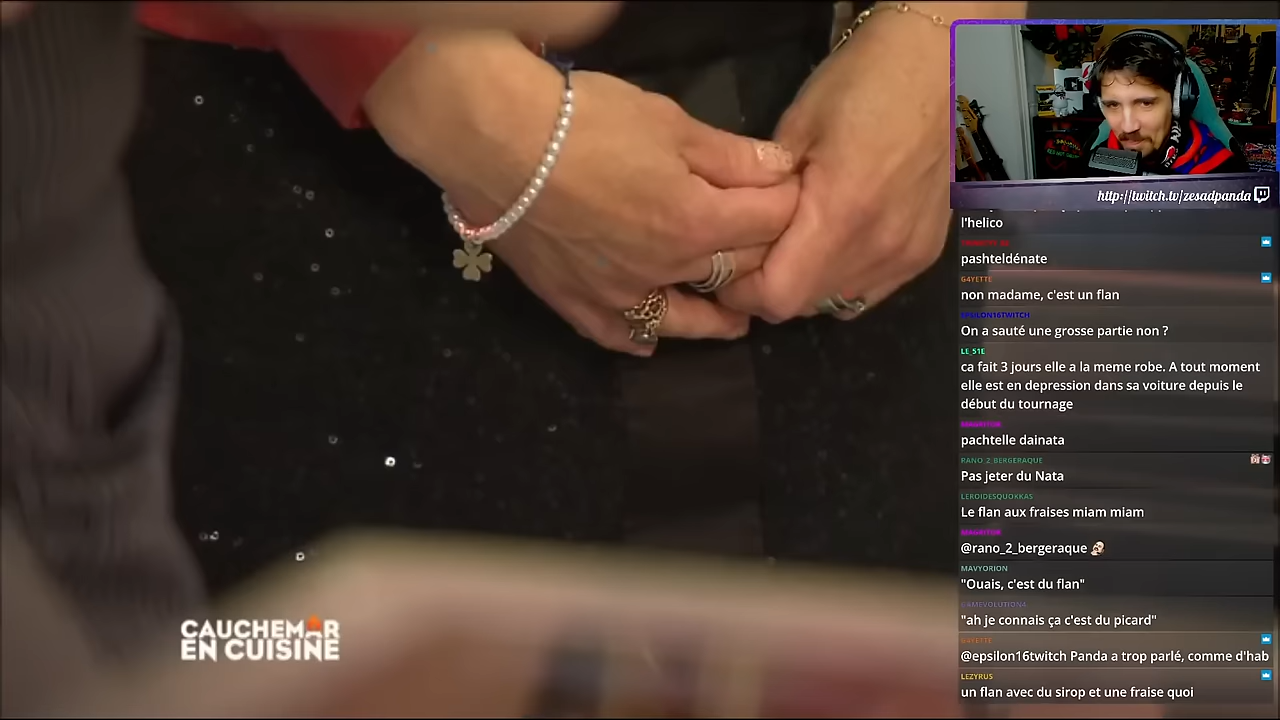 http://twitch.tv/zesadpanda
l'helico
pashteldénate
G4YETTE
non madame, c'est un flan
EPSILON16TWITCH
On a sauté une grosse partie non ?
LE_51E
ca fait 3 jours elle a la meme robe. A tout moment
elle est en depression dans sa voiture depuis le
début du tournage
pachtelle dainata
RANO_2_BERGERAQUE
Pas jeter du Nata
LEROIDESQUOKKAS
Le flan aux fraises miam miam
@rano_2_bergeraque
MAVYORION
"Ouais, c'est du flan"
"ah je connais ça c'est du picard"
G4YETTE
@epsilon16twitch Panda a trop parlé, comme d'hab
LEZYRUS
un flan avec du sirop et une fraise quoi
CAUCHEMAR
EN CUISINE